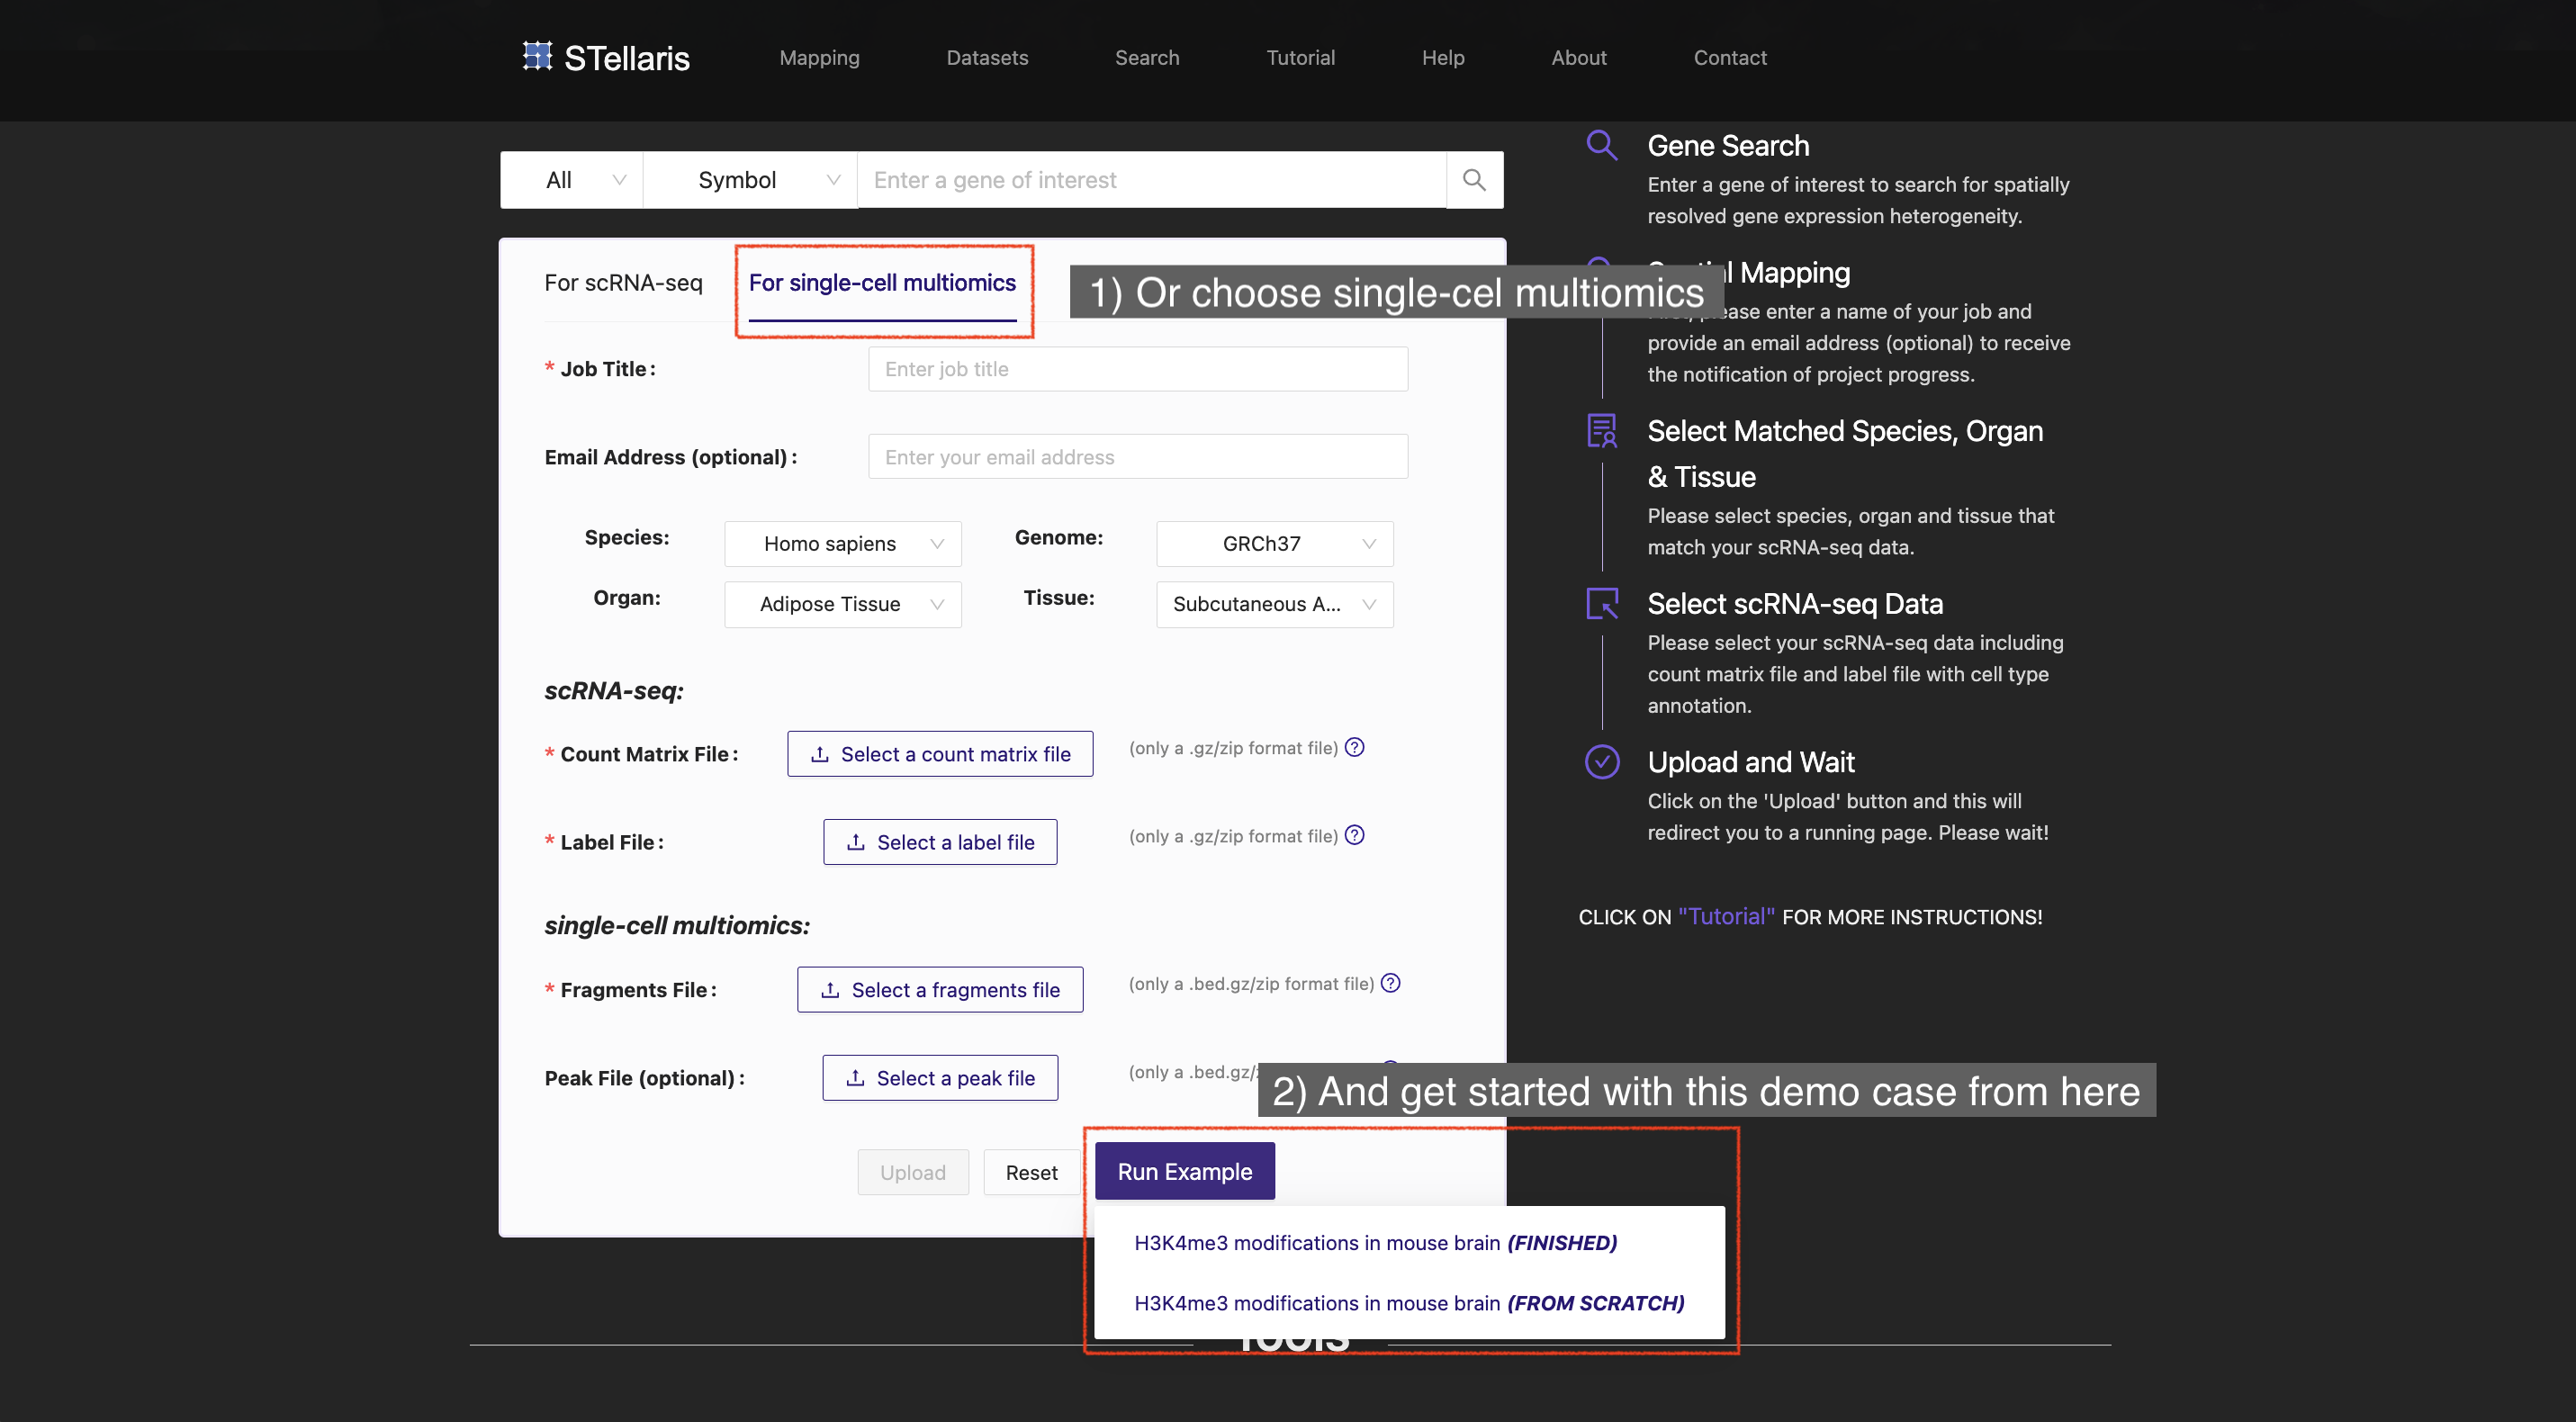 STellaris
Mapping
Datasets
Search
Tutorial
Help
About
Contact
All
Symbol
Enter a gene of interest
For scRNA-seq
For single-cell multiomics
1) Or choose single-cel multiomics
* Job Title:
Enter job title
Email Address (optional):
Enter your email address
Species:
Homo sapiens
Genome:
GRCh37
Organ:
Adipose Tissue
Tissue:
Subcutaneous A...
scRNA-seq:
* Count Matrix File:
Select a count matrix file
(only a .gz/zip format file)
* Label File:
Select a label file
(only a .gz/zip format file)
single-cell multiomics:
* Fragments File:
Select a fragments file
(only a .bed.gz/zip format file)
Peak File (optional):
Select a peak file
(only a .bed.gz/
2) And get started with this demo case from here
Upload
Reset
Run Example
H3K4me3 modifications in mouse brain (FINISHED)
H3K4me3 modifications in mouse brain (FROM SCRATCH)
Tools
Gene Search
Enter a gene of interest to search for spatially
resolved gene expression heterogeneity.
Mapping
please enter a name of your job and
provide an email address (optional) to receive
the notification of project progress.
Select Matched Species, Organ
& Tissue
Please select species, organ and tissue that
match your scRNA-seq data.
Select scRNA-seq Data
Please select your scRNA-seq data including
count matrix file and label file with cell type
annotation.
Upload and Wait
Click on the 'Upload' button and this will
redirect you to a running page. Please wait!
CLICK ON "Tutorial" FOR MORE INSTRUCTIONS!